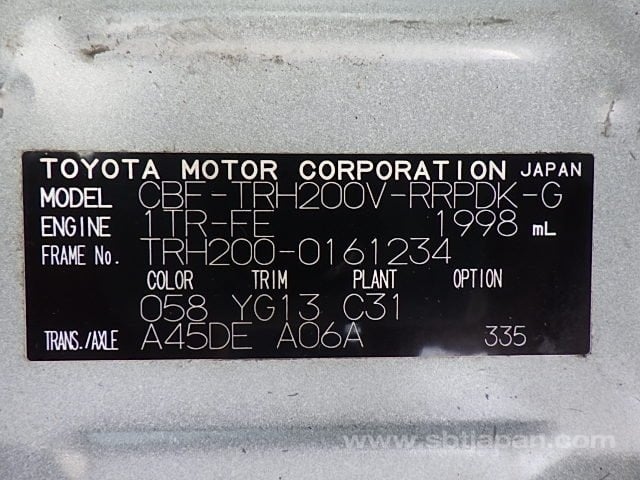 TOYOTA MOTOR CORPORATION JAPAN
MODEL CBF-TRH200V-RRPDK-G
ENGINE 1TR-FE 1998 mL
FRAME No. TRH200-0161234
COLOR TRIM PLANT OPTION
058 YG13 C31
TRANS./AXLE A45DE A06A 335
www.sbtjapan.com